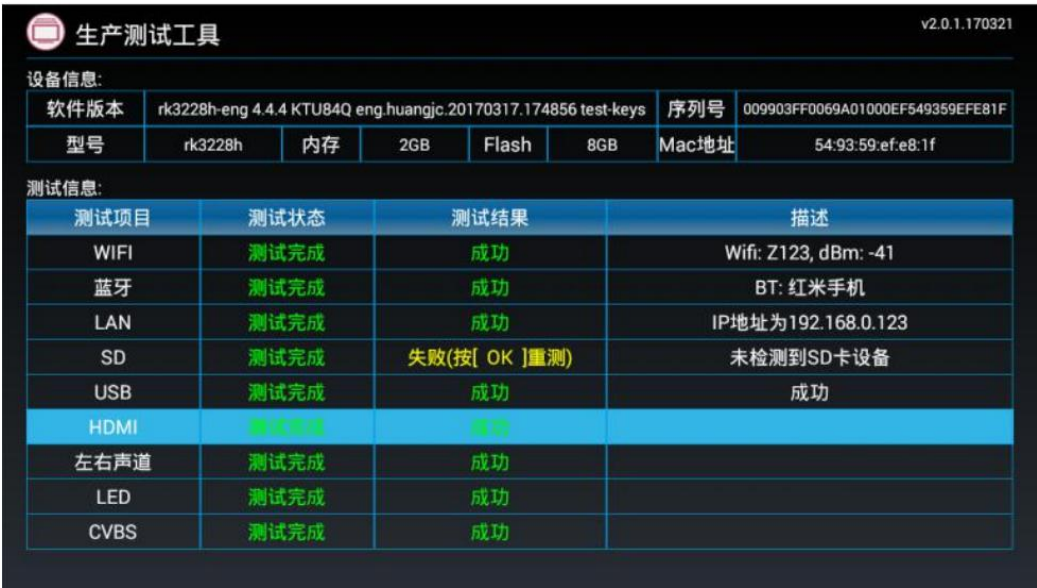 生产测试工具
v2.0.1.170321
设备信息:
软件版本 rk3228h-eng 4.4.4 KTU84Q eng.huangjc.20170317.174856 test-keys 序列号 009903FF0069A01000EF549359EFE81F
型号 rk3228h 内存 2GB Flash 8GB Mac地址 54:93:59:ef:e8:1f
测试信息:
测试项目 测试状态 测试结果 描述
WIFI 测试完成 成功 Wifi: Z123, dBm: -41
蓝牙 测试完成 成功 BT: 红米手机
LAN 测试完成 成功 IP地址为192.168.0.123
SD 测试完成 失败(按[ OK ]重测) 未检测到SD卡设备
USB 测试完成 成功 成功
HDMI 测试完成 成功
左右声道 测试完成 成功
LED 测试完成 成功
CVBS 测试完成 成功